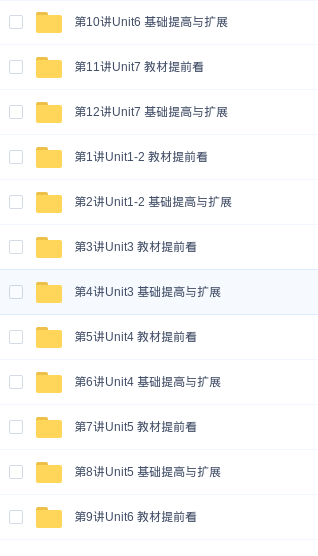 第10讲Unit6 基础提高与扩展
第11讲Unit7 教材提前看
第12讲Unit7 基础提高与扩展
第1讲Unit1-2 教材提前看
第2讲Unit1-2 基础提高与扩展
第3讲Unit3 教材提前看
第4讲Unit3 基础提高与扩展
第5讲Unit4 教材提前看
第6讲Unit4 基础提高与扩展
第7讲Unit5 教材提前看
第8讲Unit5 基础提高与扩展
第9讲Unit6 教材提前看